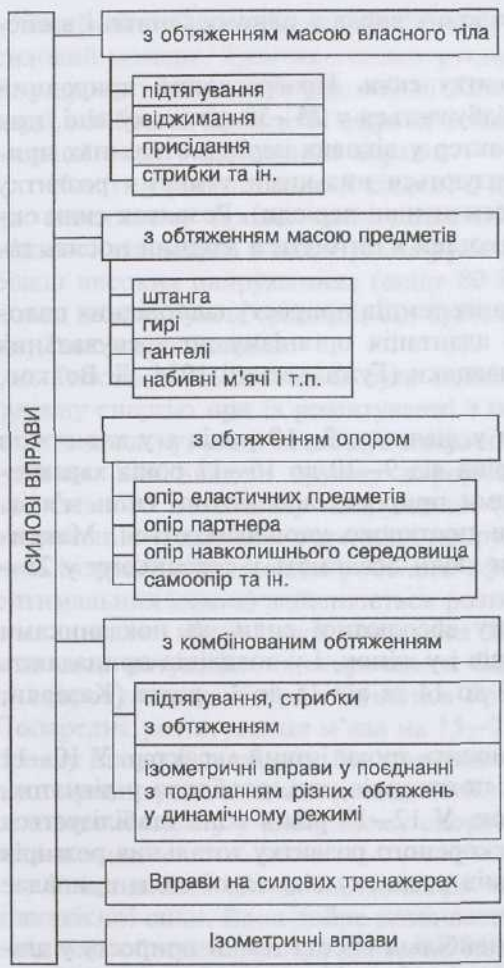 СИЛОВІ ВПРАВИ
з обтяженням масою власного тіла
підтягування
віджимання
присідання
стрибки та ін.
з обтяженням масою предметів
штанга
гирі
гантелі
набивні м'ячі і т.п.
з обтяженням опором
опір еластичних предметів
опір партнера
опір навколишнього середовища
самоопір та ін.
з комбінованим обтяженням
підтягування, стрибки
з обтяженням
Ізометричні вправи у поєднанні
з подоланням різних обтяжень
у динамічному режимі
Вправи на силових тренажерах
Ізометричні вправи